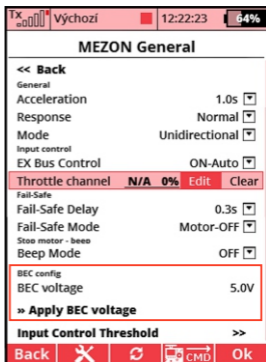 Tx Výchozí 12:22:23 64%
MEZON General
<< Back
General
Acceleration 1.0s
Response Normal
Mode Unidirectional
Input control
EX Bus Control ON-Auto
Throttle channel N/A 0% Edit Clear
Fail-Safe
Fail-Safe Delay 0.3s
Fail-Safe Mode Motor-OFF
Stop motor - beep
Beep Mode OFF
BEC config
BEC voltage 5.0V
» Apply BEC voltage
Input Control Threshold >>
Back CMD Ok